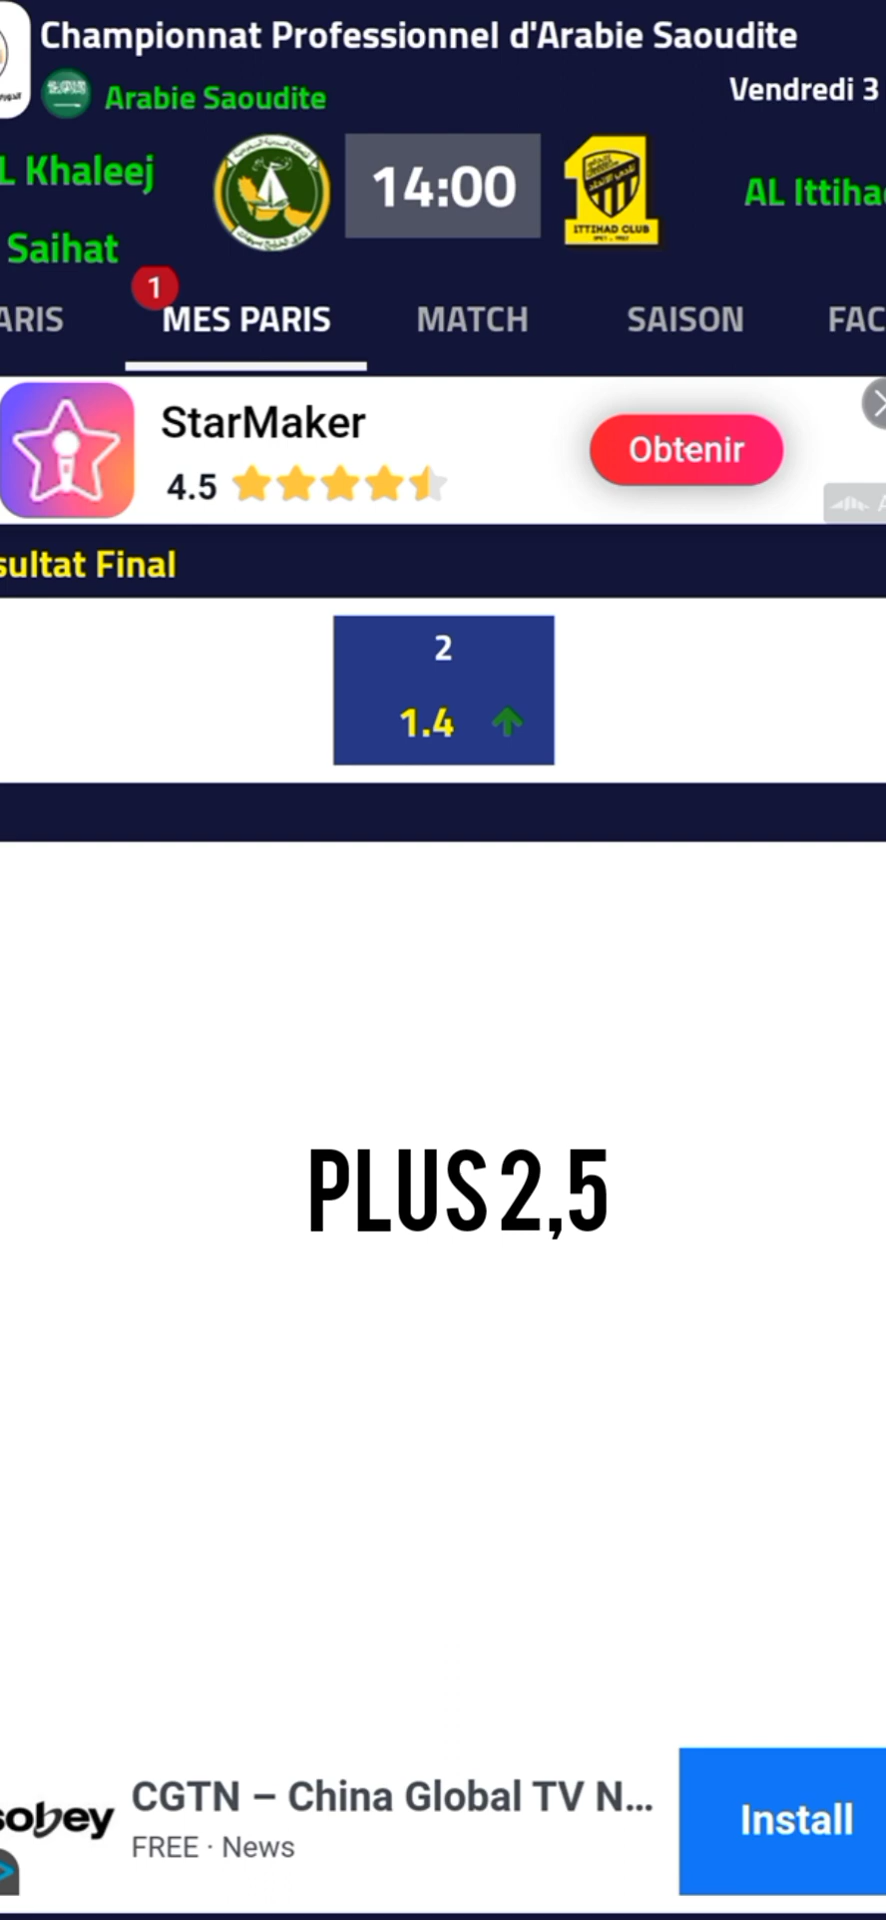 Championnat Professionnel d'Arabie Saoudite
Arabie Saoudite
Vendredi 3
L Khaleej
Saihat
14:00
ITTIHAD CLUB
AL Ittiha
1
ARIS
MES PARIS
MATCH
SAISON
FAC
StarMaker
4.5
Obtenir
sultat Final
2
1.4
PLUS 2,5
sobey
CGTN – China Global TV N...
FREE · News
Install